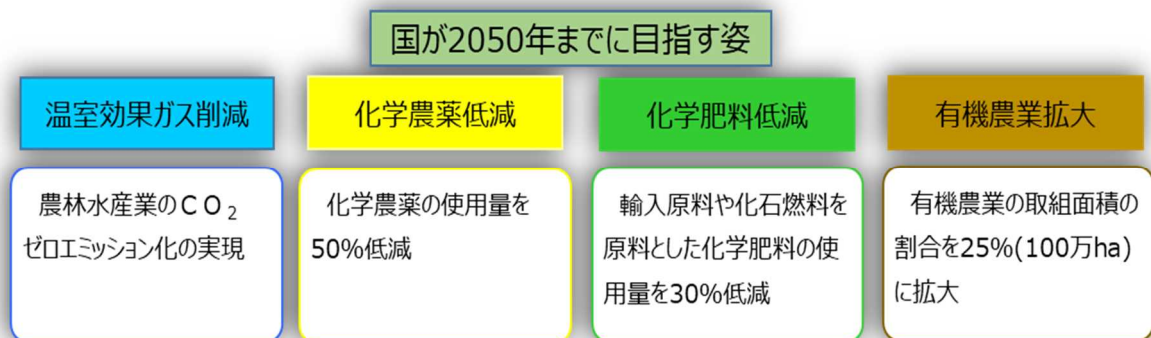 国が2050年までに目指す姿
温室効果ガス削減
農林水産業のＣＯ₂
ゼロエミッション化の実現
化学農薬低減
化学農薬の使用量を
50%低減
化学肥料低減
輸入原料や化石燃料を
原料とした化学肥料の使
用量を30%低減
有機農業拡大
有機農業の取組面積の
割合を25%(100万ha)
に拡大